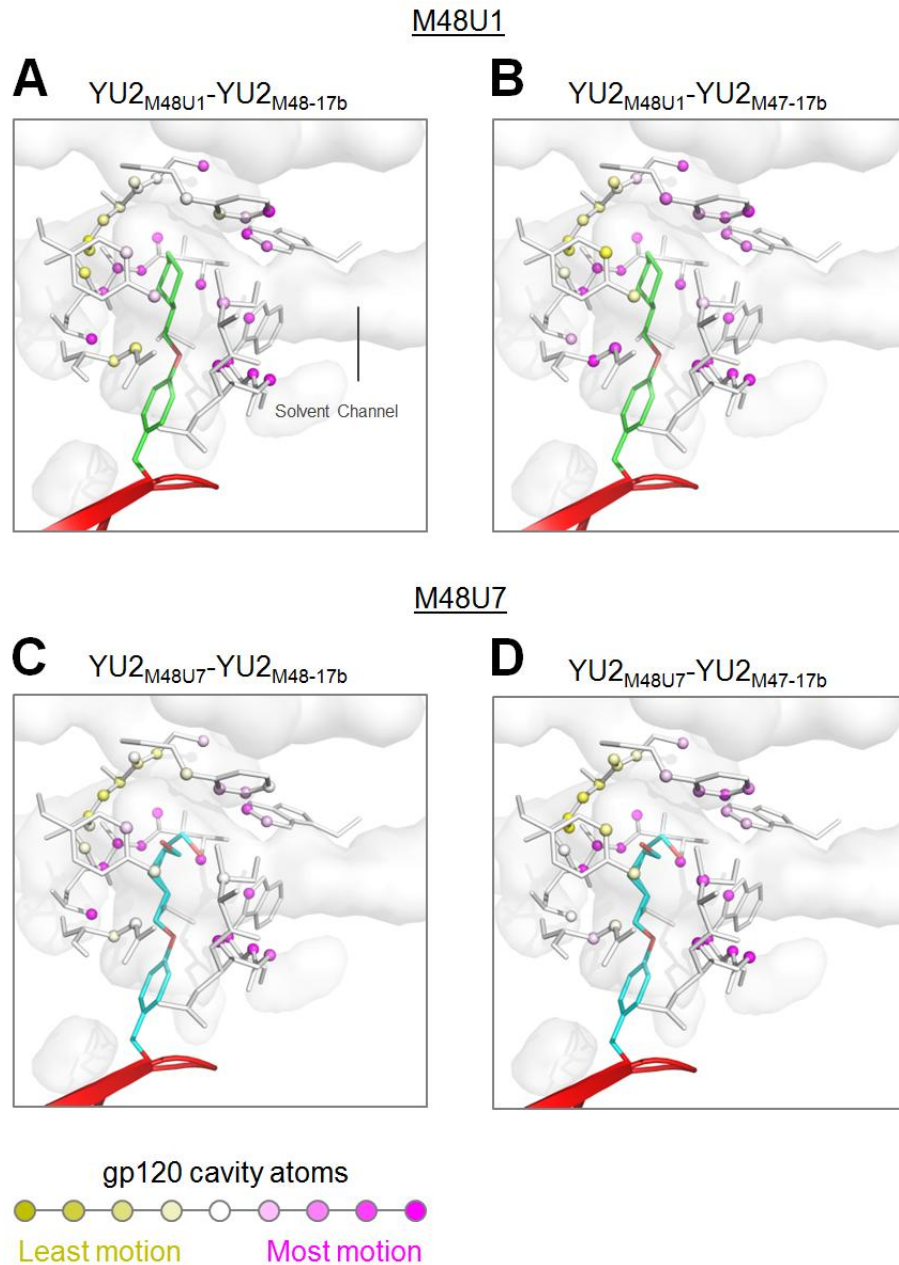 M48U1
A
YU2M48U1-YU2M48-17b
B
YU2M48U1-YU2M47-17b
Solvent Channel
M48U7
C
YU2M48U7-YU2M48-17b
D
YU2M48U7-YU2M47-17b
gp120 cavity atoms
Least motion
Most motion